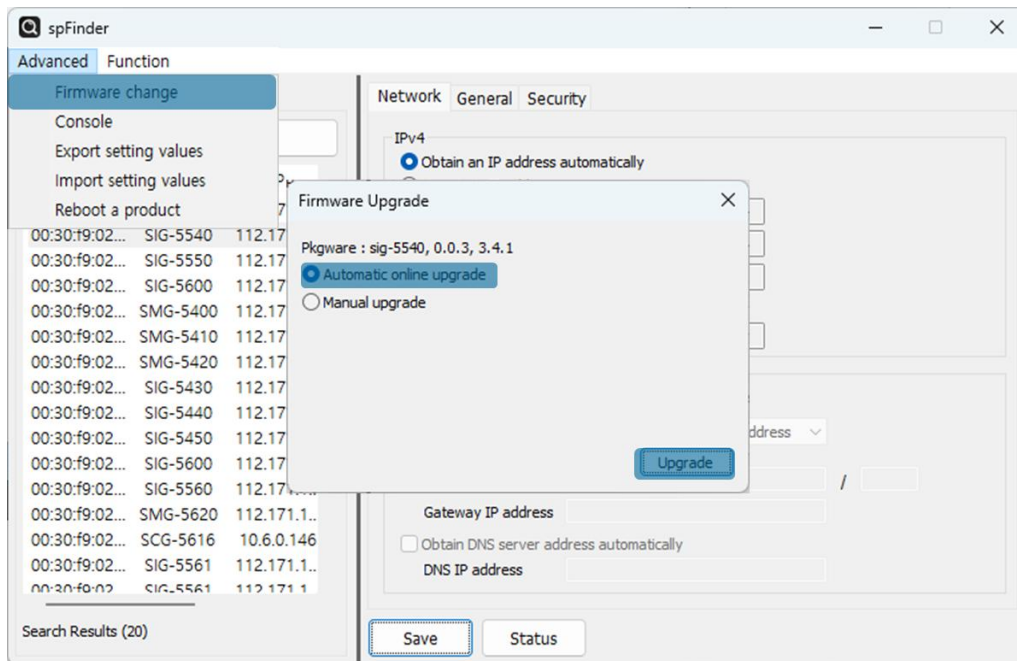 spFinder
Advanced Function
Firmware change
Console
Export setting values
Import setting values
Reboot a product
00:30:f9:02... SIG-5540 112.17
00:30:f9:02... SIG-5550 112.17
00:30:f9:02... SIG-5600 112.17
00:30:f9:02... SMG-5400 112.17
00:30:f9:02... SMG-5410 112.17
00:30:f9:02... SMG-5420 112.17
00:30:f9:02... SIG-5430 112.17
00:30:f9:02... SIG-5440 112.17
00:30:f9:02... SIG-5450 112.17
00:30:f9:02... SIG-5600 112.17
00:30:f9:02... SIG-5560 112.17
00:30:f9:02... SMG-5620 112.171.1..
00:30:f9:02... SCG-5616 10.6.0.146
00:30:f9:02... SIG-5561 112.171.1..
00:30:f9:02 SIG-5561 112.171.1
Search Results (20)
Network General Security
IPv4
Obtain an IP address automatically
Firmware Upgrade
Pkgware : sig-5540, 0.0.3, 3.4.1
Automatic online upgrade
Manual upgrade
Upgrade
ddress
/
Gateway IP address
Obtain DNS server address automatically
DNS IP address
Save Status